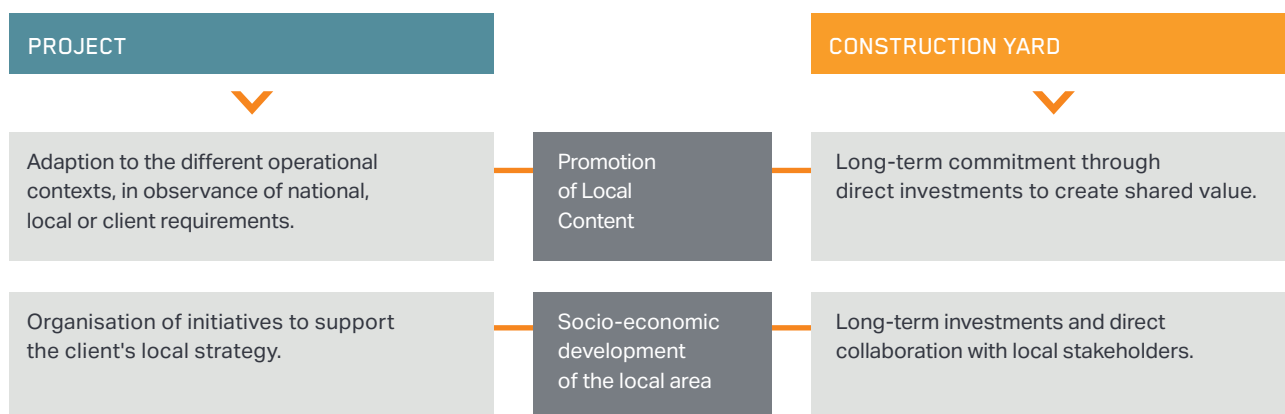 PROJECT
CONSTRUCTION YARD
Adaption to the different operational
contexts, in observance of national,
local or client requirements.
Promotion
of Local
Content
Long-term commitment through
direct investments to create shared value.
Organisation of initiatives to support
the client's local strategy.
Socio-economic
development
of the local area
Long-term investments and direct
collaboration with local stakeholders.